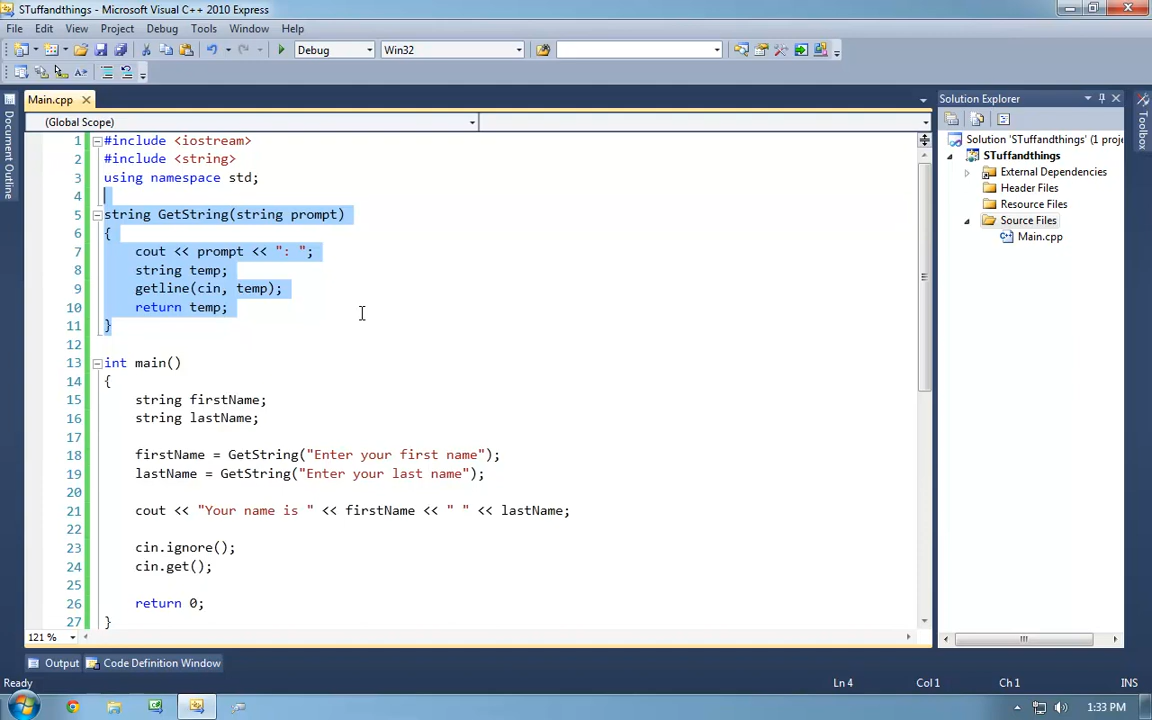 STuffandthings - Microsoft Visual C++ 2010 Express
File Edit View Project Debug Tools Window Help
Debug Win32
Main.cpp
Solution Explorer
(Global Scope)
Document Outline
Toolbox
1 #include <iostream>
2 #include <string>
3 using namespace std;
4
5 string GetString(string prompt)
6 {
7 cout << prompt << ": ";
8 string temp;
9 getline(cin, temp);
10 return temp;
11 }
12
13 int main()
14 {
15 string firstName;
16 string lastName;
17
18 firstName = GetString("Enter your first name");
19 lastName = GetString("Enter your last name");
20
21 cout << "Your name is " << firstName << " " << lastName;
22
23 cin.ignore();
24 cin.get();
25
26 return 0;
27 }
Solution 'STuffandthings' (1 proje
STuffandthings
External Dependencies
Header Files
Resource Files
Source Files
Main.cpp
121 %
Output Code Definition Window
Ready Ln 4 Col 1 Ch 1 INS
1:33 PM